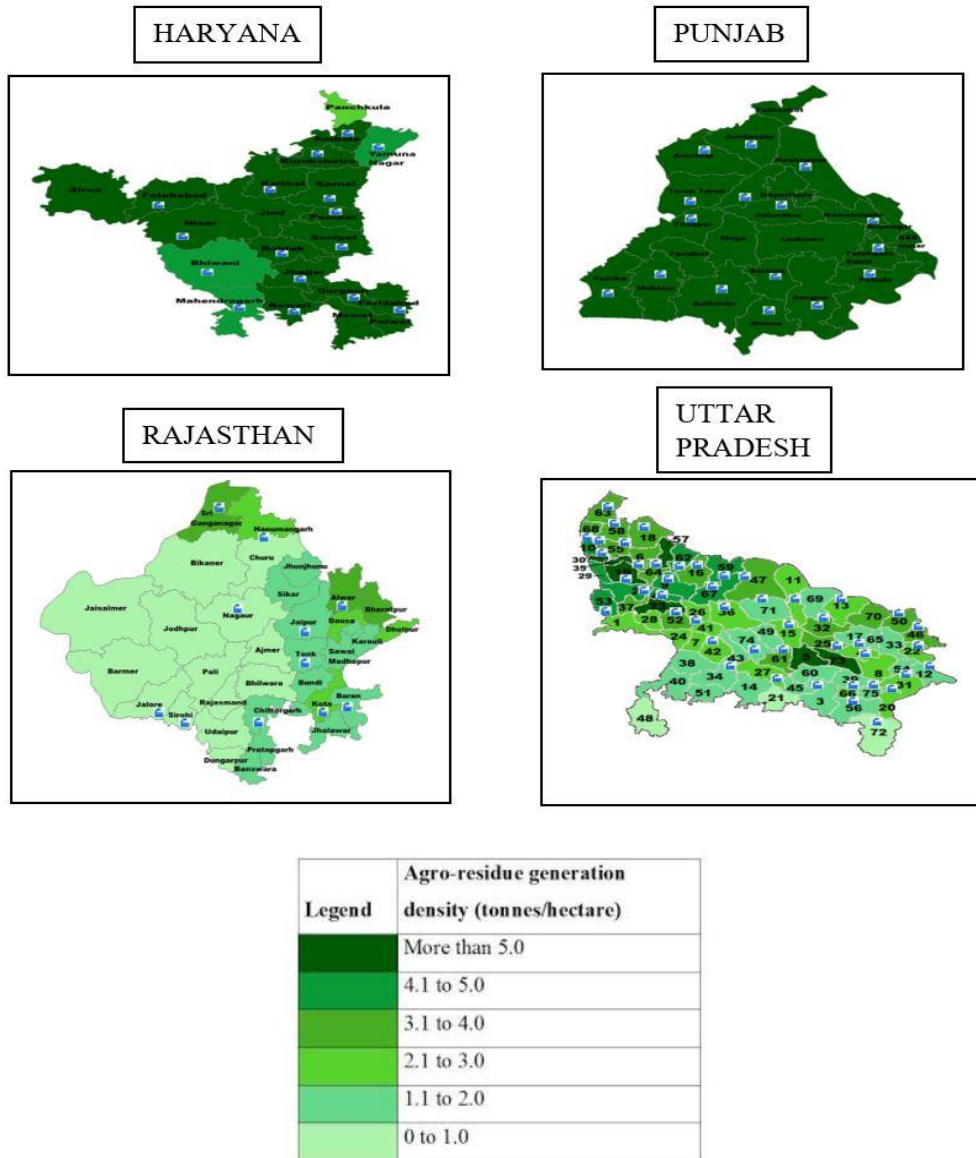 HARYANA
PUNJAB
Panchkula
Ambala
Kurukshetra
Yamuna
Nagar
Kaithal
Karnal
Sirsa
Fatehabad
Jind
Panipat
Hisar
Sonipat
Rohtak
Bhiwani
Jhajjar
Gurgaon
Mahendragarh
Rewari
Faridabad
Mewat
Palwal
Pathankot
Gurdaspur
Amritsar
Hoshiarpur
Taran Taran
Kapurthala
Jalandhar
Moga
Ludhiana
Faridkot
Fazilka
Muktsar
Barnala
Patiala
Bathinda
Sangrur
Mansa
RAJASTHAN
UTTAR
PRADESH
Sri
Ganganagar
Hanumangarh
Churu
Bikaner
Jhunjhunu
Sikar
Jaisalmer
Alwar
Bharatpur
Nagaur
Jaipur
Dausa
Dholpur
Jodhpur
Karauli
Ajmer
Tonk
Sawai
Madhopur
Barmer
Pali
Bhilwara
Bundi
Rajasmand
Kota
Baran
Jalore
Sirohi
Chittorgarh
Jhalawar
Udaipur
Pratapgarh
Dungarpur
Banswara
63
68
58
18
57
10
55
30
35
29
6
62
64
16
59
47
11
53
37
67
69
13
1
28
23
52
26
36
71
70
50
41
32
46
24
7
74
49
15
25
17
65
33
22
42
38
43
61
5
8
54
12
34
27
60
39
40
51
14
45
66
75
31
21
3
56
20
48
72
Legend
Agro-residue generation
density (tonnes/hectare)
More than 5.0
4.1 to 5.0
3.1 to 4.0
2.1 to 3.0
1.1 to 2.0
0 to 1.0